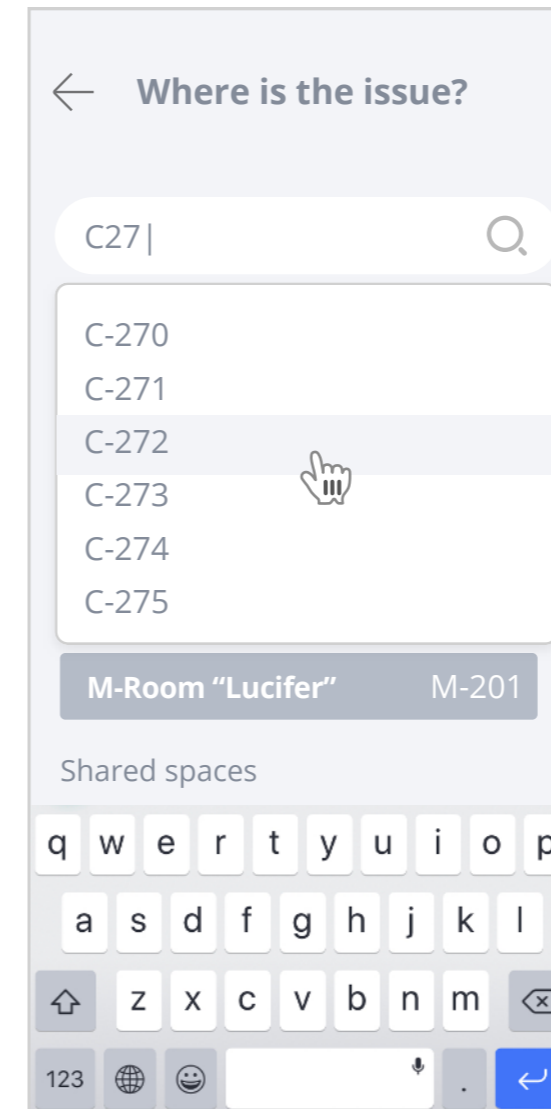 Where is the issue?
C27|
C-270
C-271
C-272
C-273
C-274
C-275
M-Room “Lucifer” M-201
Shared spaces
q w e r t y u i o p
a s d f g h j k l
z x c v b n m
123 .